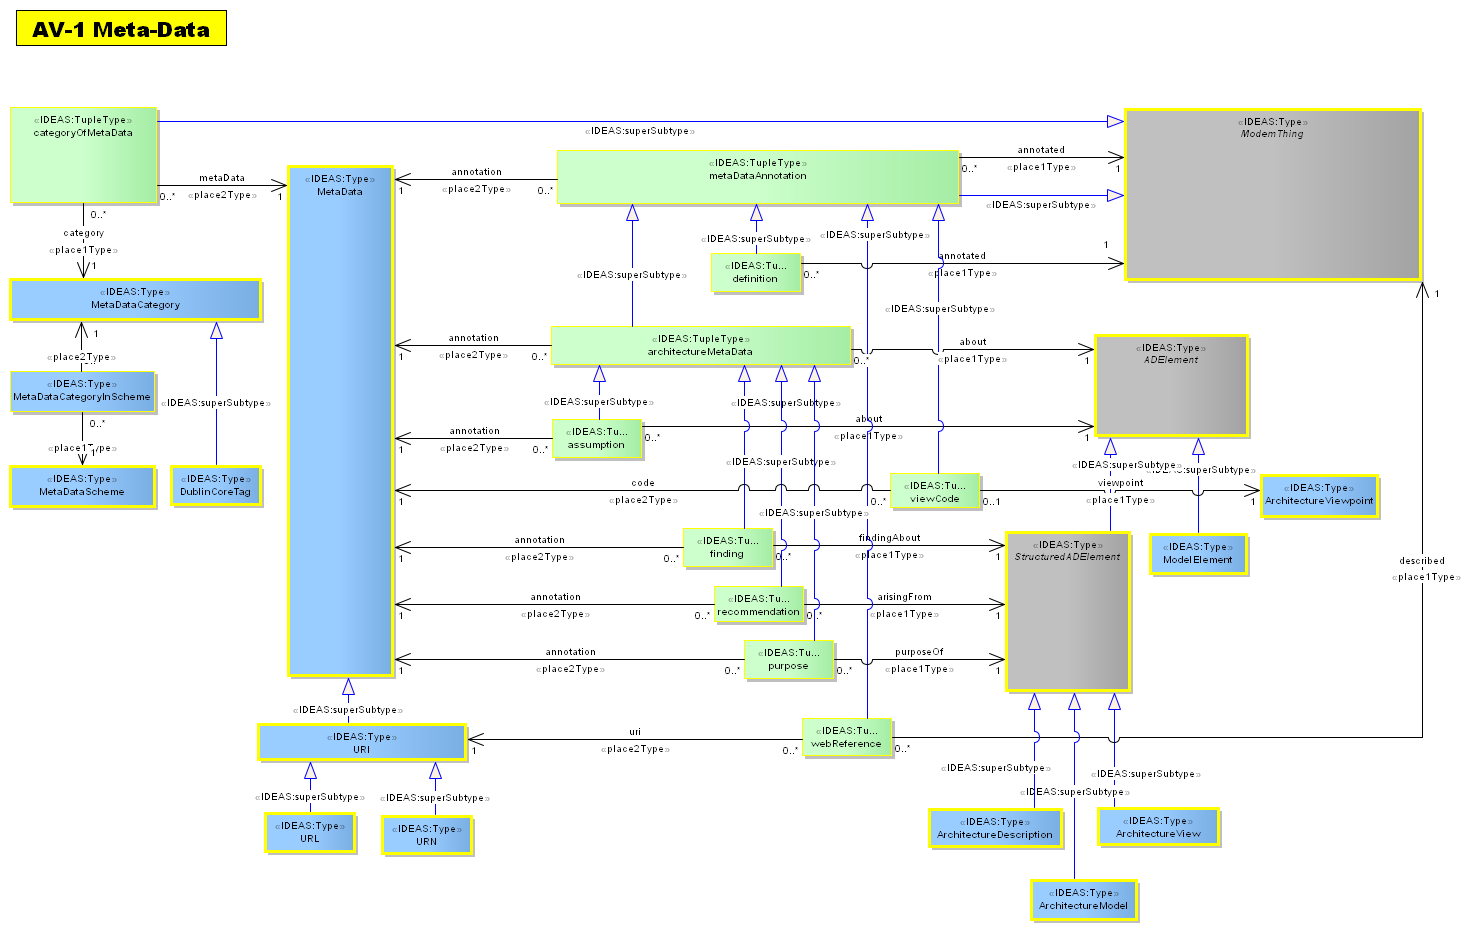 AV-1 Meta-Data
«IDEAS:TupleType»
categoryOfMetaData
«IDEAS:superSubtype»
«IDEAS:Type»
ModemThing
metaData
«place2Type»
0..*
1
0..*
category
«place1Type»
1
«IDEAS:Type»
MetaData
annotation
«place2Type»
1
0..*
«IDEAS:TupleType»
metaDataAnnotation
annotated
«place1Type»
0..*
1
«IDEAS:superSubtype»
«IDEAS:superSubtype»
«IDEAS:superSubtype»
«IDEAS:superSubtype»
«IDEAS:superSubtype»
«IDEAS:Tu...
definition
0..*
annotated
«place1Type»
1
«IDEAS:Type»
MetaDataCategory
1
«place2Type»
«IDEAS:Type»
MetaDataCategoryInScheme
0..*
«place1Type»
1
«IDEAS:Type»
MetaDataScheme
«IDEAS:superSubtype»
«IDEAS:Type»
DublinCoreTag
annotation
«place2Type»
1
0..*
«IDEAS:TupleType»
architectureMetaData
0..*
about
«place1Type»
1
«IDEAS:Type»
ADElement
«IDEAS:superSubtype»
«IDEAS:superSubtype»
«IDEAS:superSubtype»
«IDEAS:superSubtype»
annotation
«place2Type»
1
0..*
«IDEAS:Tu...
assumption
0..*
about
«place1Type»
1
«IDEAS:superSubtype»
«IDEAS:superSubtype»
code
«place2Type»
1
0..*
«IDEAS:Tu...
viewCode
0..1
viewpoint
«place1Type»
1
«IDEAS:Type»
ArchitectureViewpoint
annotation
«place2Type»
1
0..*
«IDEAS:Tu...
finding
0..*
findingAbout
«place1Type»
1
«IDEAS:Type»
StructuredADElement
«IDEAS:Type»
ModelElement
described
«place1Type»
1
annotation
«place2Type»
1
0..*
«IDEAS:Tu...
recommendation
0..*
arisingFrom
«place1Type»
1
annotation
«place2Type»
1
0..*
«IDEAS:Tu...
purpose
0..*
purposeOf
«place1Type»
1
«IDEAS:superSubtype»
«IDEAS:Type»
URI
uri
«place2Type»
1
0..*
«IDEAS:Tu...
webReference
0..*
«IDEAS:superSubtype»
«IDEAS:superSubtype»
«IDEAS:superSubtype»
«IDEAS:superSubtype»
«IDEAS:superSubtype»
«IDEAS:Type»
URL
«IDEAS:Type»
URN
«IDEAS:Type»
ArchitectureDescription
«IDEAS:Type»
ArchitectureView
«IDEAS:Type»
ArchitectureModel